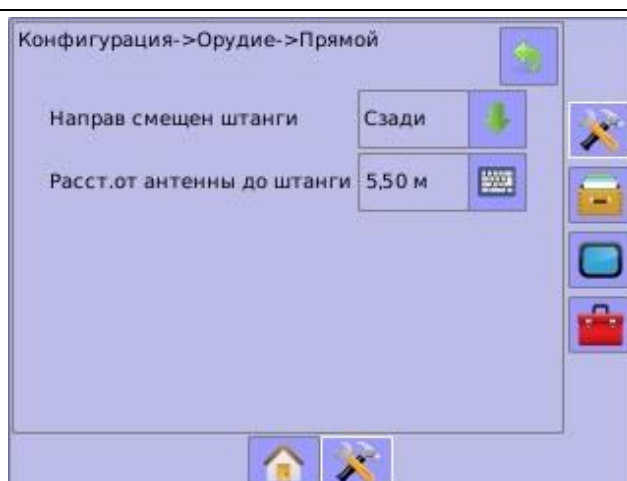 Конфигурация->Орудие->Прямой
Направ смещен штанги Сзади
Расст.от антенны до штанги 5,50 м